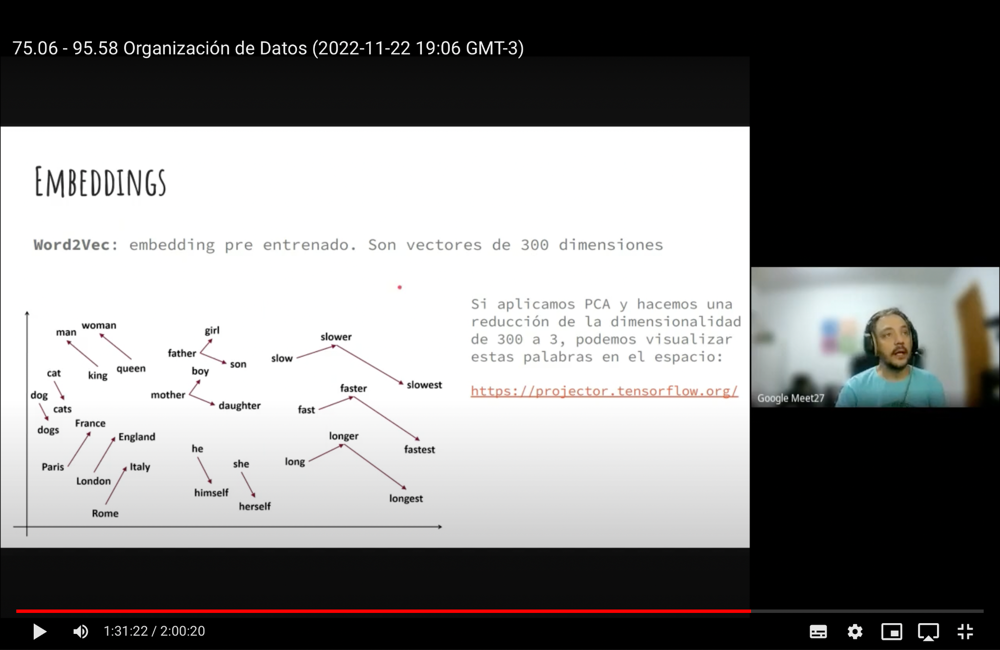 75.06 - 95.58 Organización de Datos (2022-11-22 19:06 GMT-3)
EMBEDDINGS
Word2Vec: embedding pre entrenado. Son vectores de 300 dimensiones
Si aplicamos PCA y hacemos una
reducción de la dimensionalidad
de 300 a 3, podemos visualizar
estas palabras en el espacio:
https://projector.tensorflow.org/
man
woman
king
queen
cat
cats
dog
dogs
France
England
Paris
London
Italy
Rome
girl
father
son
boy
mother
daughter
he
himself
she
herself
slow
slower
slowest
fast
faster
fastest
long
longer
longest
Google Meet27
1:31:22 / 2:00:20